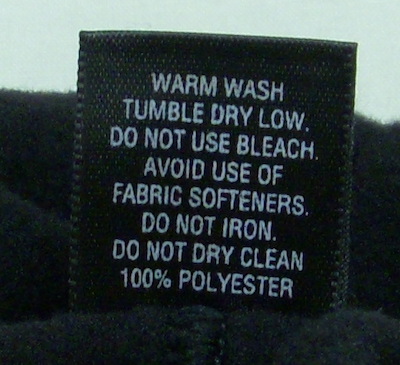 WARM WASH
TUMBLE DRY LOW.
DO NOT USE BLEACH.
AVOID USE OF
FABRIC SOFTENERS.
DO NOT IRON.
DO NOT DRY CLEAN
100% POLYESTER